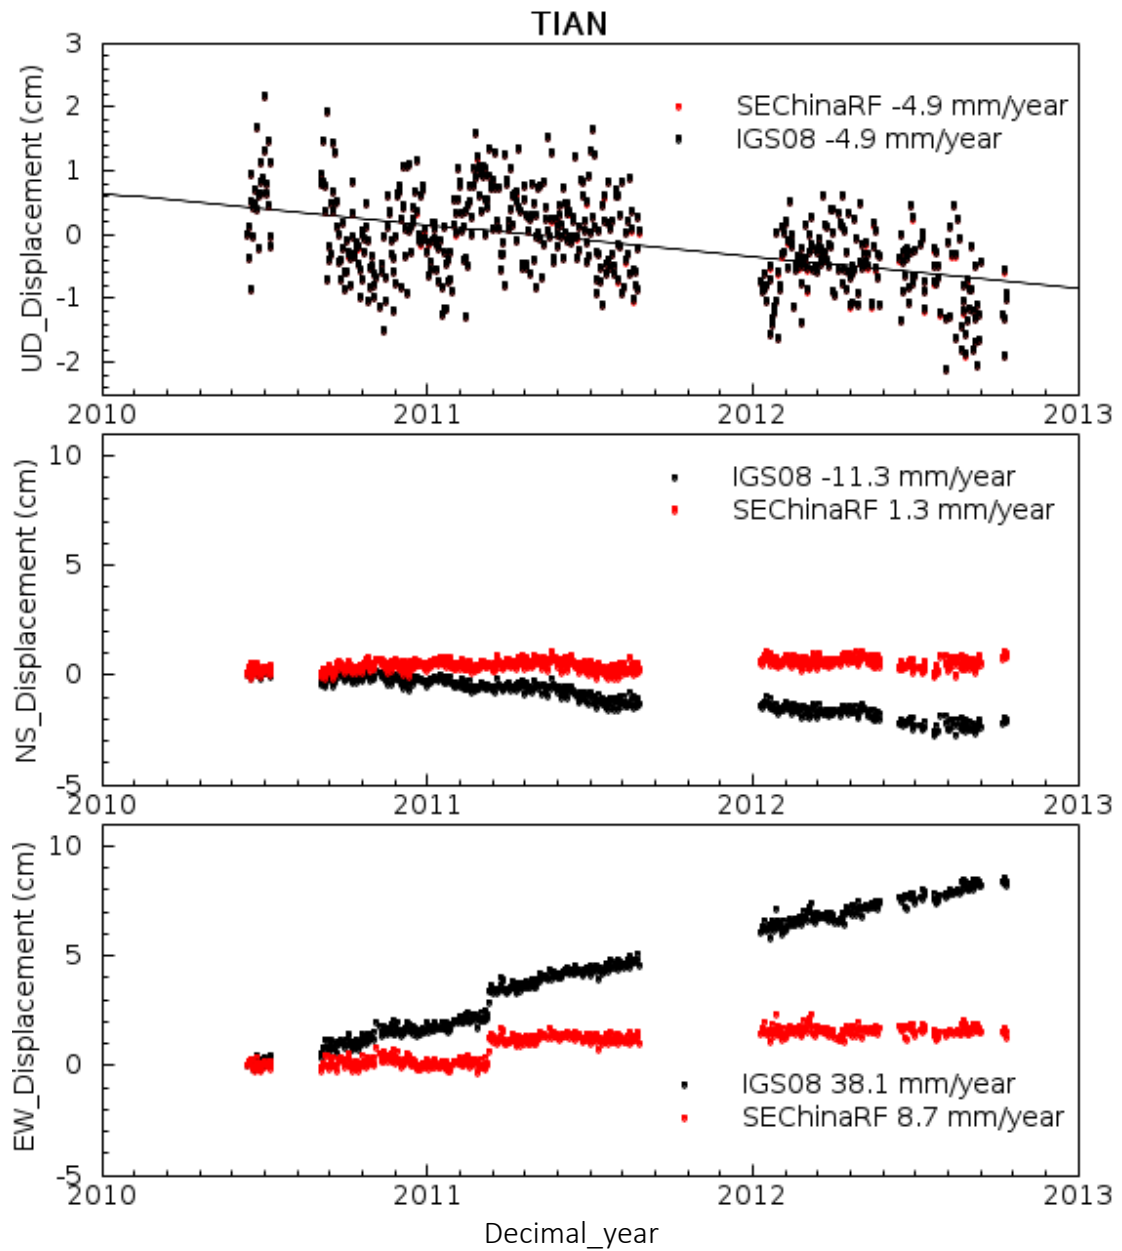 TIAN
UD_Displacement (cm)
3
2
1
0
-1
-2
SEChinaRF -4.9 mm/year
IGS08 -4.9 mm/year
2010 2011 2012 2013
NS_Displacement (cm)
10
5
0
-5
IGS08 -11.3 mm/year
SEChinaRF 1.3 mm/year
2010 2011 2012 2013
EW_Displacement (cm)
10
5
0
-5
IGS08 38.1 mm/year
SEChinaRF 8.7 mm/year
2010 2011 2012 2013
Decimal_year